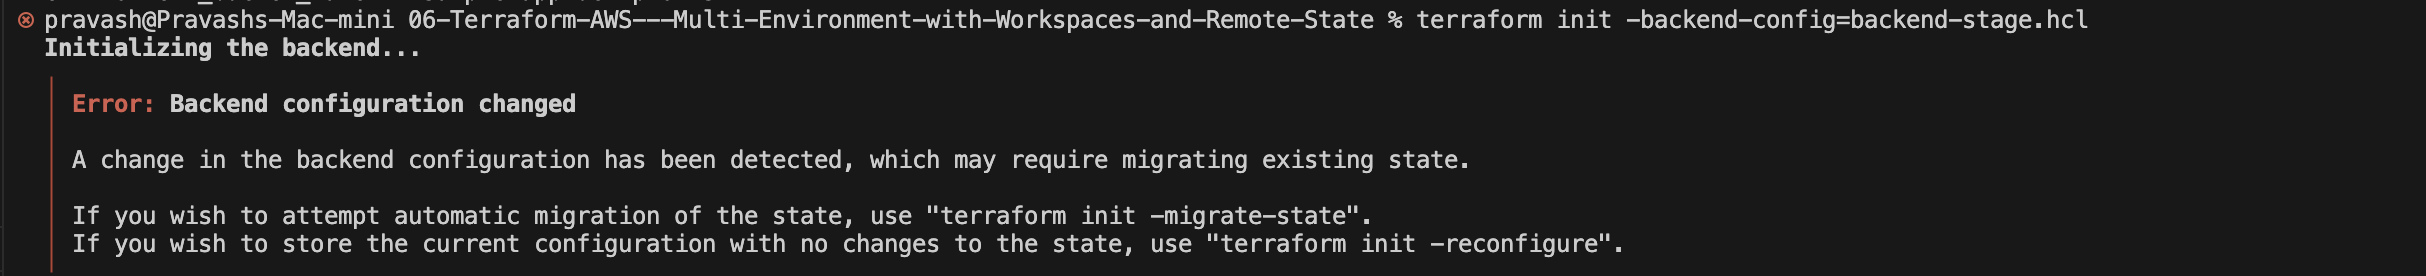 pravash@Pravashs-Mac-mini 06-Terraform-AWS---Multi-Environment-with-Workspaces-and-Remote-State % terraform init -backend-config=backend-stage.hcl
Initializing the backend...
Error: Backend configuration changed
A change in the backend configuration has been detected, which may require migrating existing state.
If you wish to attempt automatic migration of the state, use "terraform init -migrate-state".
If you wish to store the current configuration with no changes to the state, use "terraform init -reconfigure".